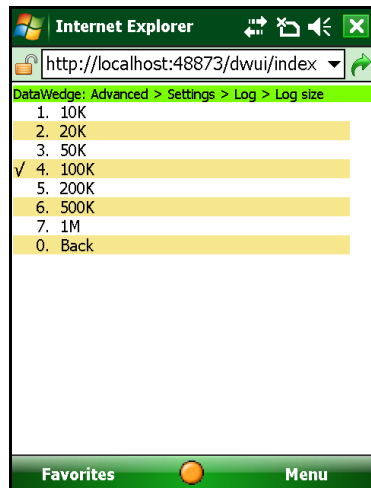 Internet Explorer
http://localhost:48873/dwui/index
DataWedge: Advanced > Settings > Log > Log size
1. 10K
2. 20K
3. 50K
√ 4. 100K
5. 200K
6. 500K
7. 1M
0. Back
Favorites Menu